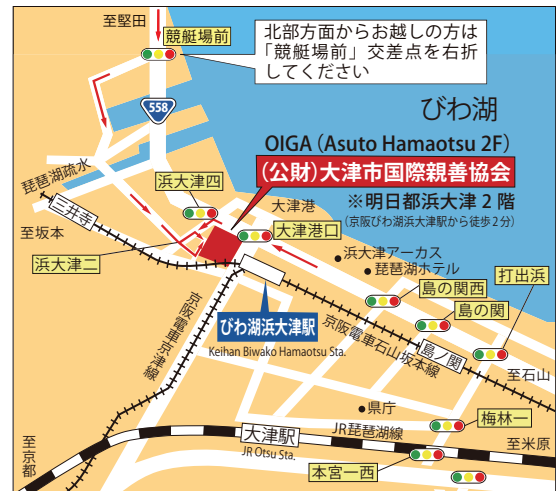 至堅田
競艇場前
北部方面からお越しの方は
「競艇場前」交差点を右折
してください
558
びわ湖
OIGA (Asuto Hamaotsu 2F)
(公財)大津市国際親善協会
※明日都浜大津2階
(京阪びわ湖浜大津駅から徒歩2分)
琵琶湖疏水
浜大津四
大津港
三井寺
大津港口
至坂本
浜大津二
浜大津アーカス
琵琶湖ホテル
打出浜
島の関西
島の関
びわ湖浜大津駅
Keihan Biwako Hamaotsu Sta.
京阪電車京津線
京阪電車石山坂本線
島ノ関
至石山
県庁
梅林一
大津駅
JR Otsu Sta.
JR琵琶湖線
至京都
至米原
本宮一西